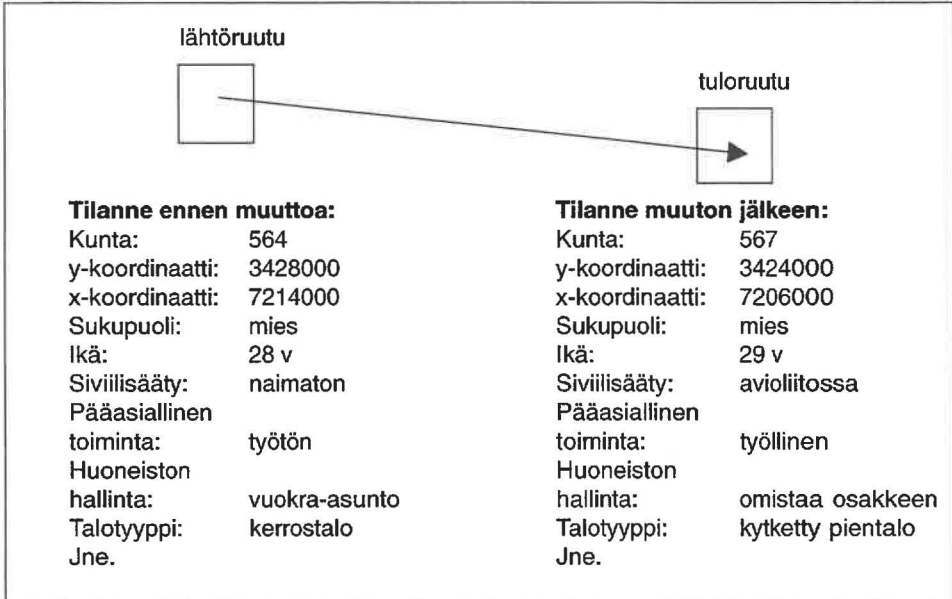 lähtöruutu
tuloruutu
Tilanne ennen muuttoa:
Kunta: 564
y-koordinaatti: 3428000
x-koordinaatti: 7214000
Sukupuoli: mies
Ikä: 28 v
Siviilisääty: naimaton
Pääasiallinen
toiminta: työtön
Huoneiston
hallinta: vuokra-asunto
Talotyyppi: kerrostalo
Jne.
Tilanne muuton jälkeen:
Kunta: 567
y-koordinaatti: 3424000
x-koordinaatti: 7206000
Sukupuoli: mies
Ikä: 29 v
Siviilisääty: avioliitossa
Pääasiallinen
toiminta: työllinen
Huoneiston
hallinta: omistaa osakkeen
Talotyyppi: kytketty pientalo
Jne.